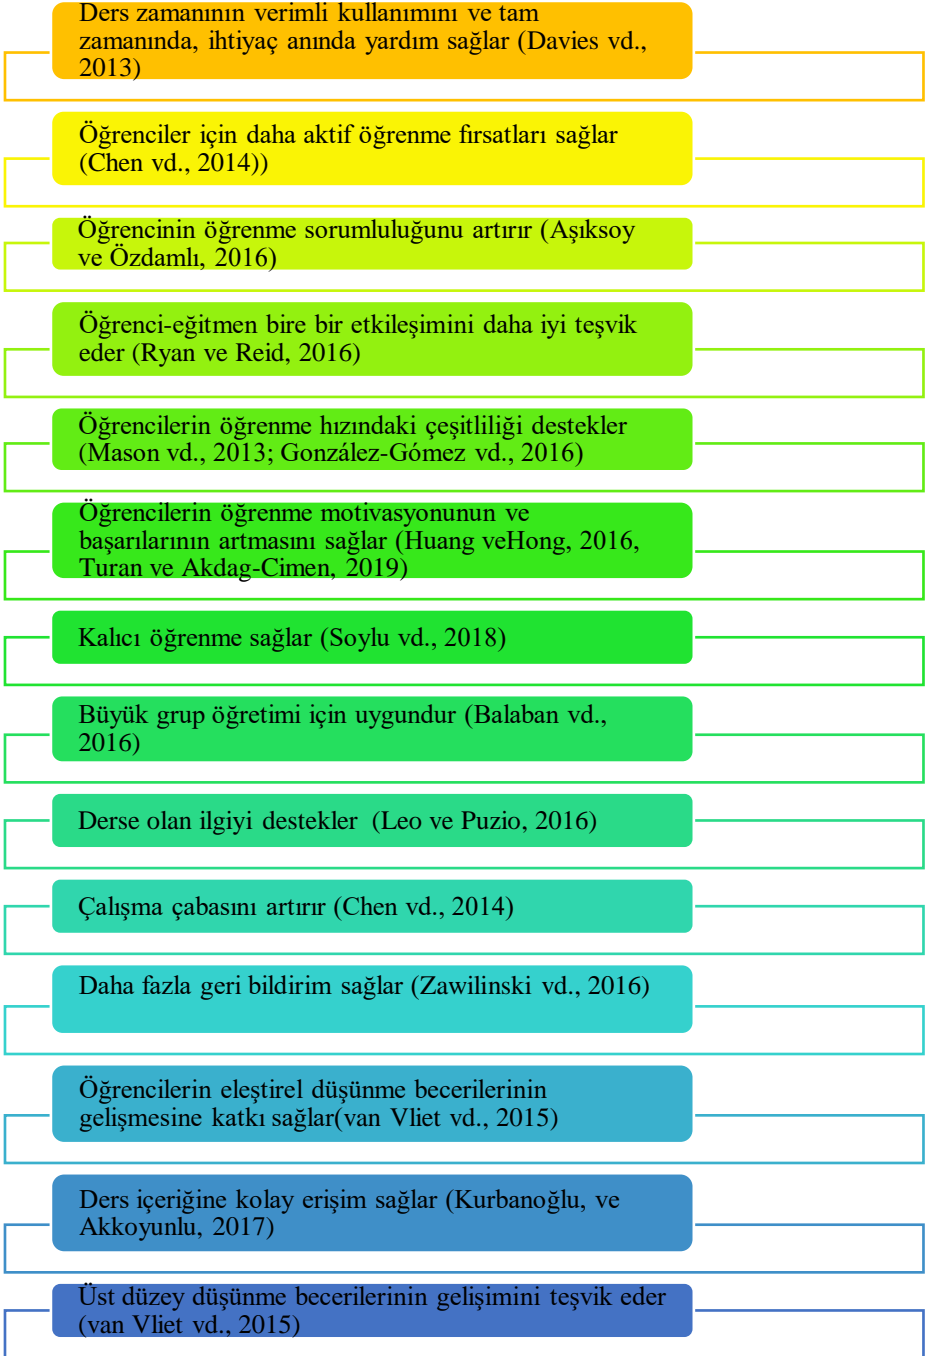 Ders zamanının verimli kullanımını ve tam
zamanında, ihtiyaç anında yardım sağlar (Davies vd.,
2013)
Öğrenciler için daha aktif öğrenme fırsatları sağlar
(Chen vd., 2014))
Öğrencinin öğrenme sorumluluğunu artırır (Aşıksoy
ve Özdamlı, 2016)
Öğrenci-eğitmen bire bir etkileşimini daha iyi teşvik
eder (Ryan ve Reid, 2016)
Öğrencilerin öğrenme hızındaki çeşitliliği destekler
(Mason vd., 2013; González-Gómez vd., 2016)
Öğrencilerin öğrenme motivasyonunun ve
başarılarının artmasını sağlar (Huang veHong, 2016,
Turan ve Akdag-Cimen, 2019)
Kalıcı öğrenme sağlar (Soylu vd., 2018)
Büyük grup öğretimi için uygundur (Balaban vd.,
2016)
Derse olan ilgiyi destekler (Leo ve Puzio, 2016)
Çalışma çabasını artırır (Chen vd., 2014)
Daha fazla geri bildirim sağlar (Zawilinski vd., 2016)
Öğrencilerin eleştirel düşünme becerilerinin
gelişmesine katkı sağlar(van Vliet vd., 2015)
Ders içeriğine kolay erişim sağlar (Kurbanoğlu, ve
Akkoyunlu, 2017)
Üst düzey düşünme becerilerinin gelişimini teşvik eder
(van Vliet vd., 2015)